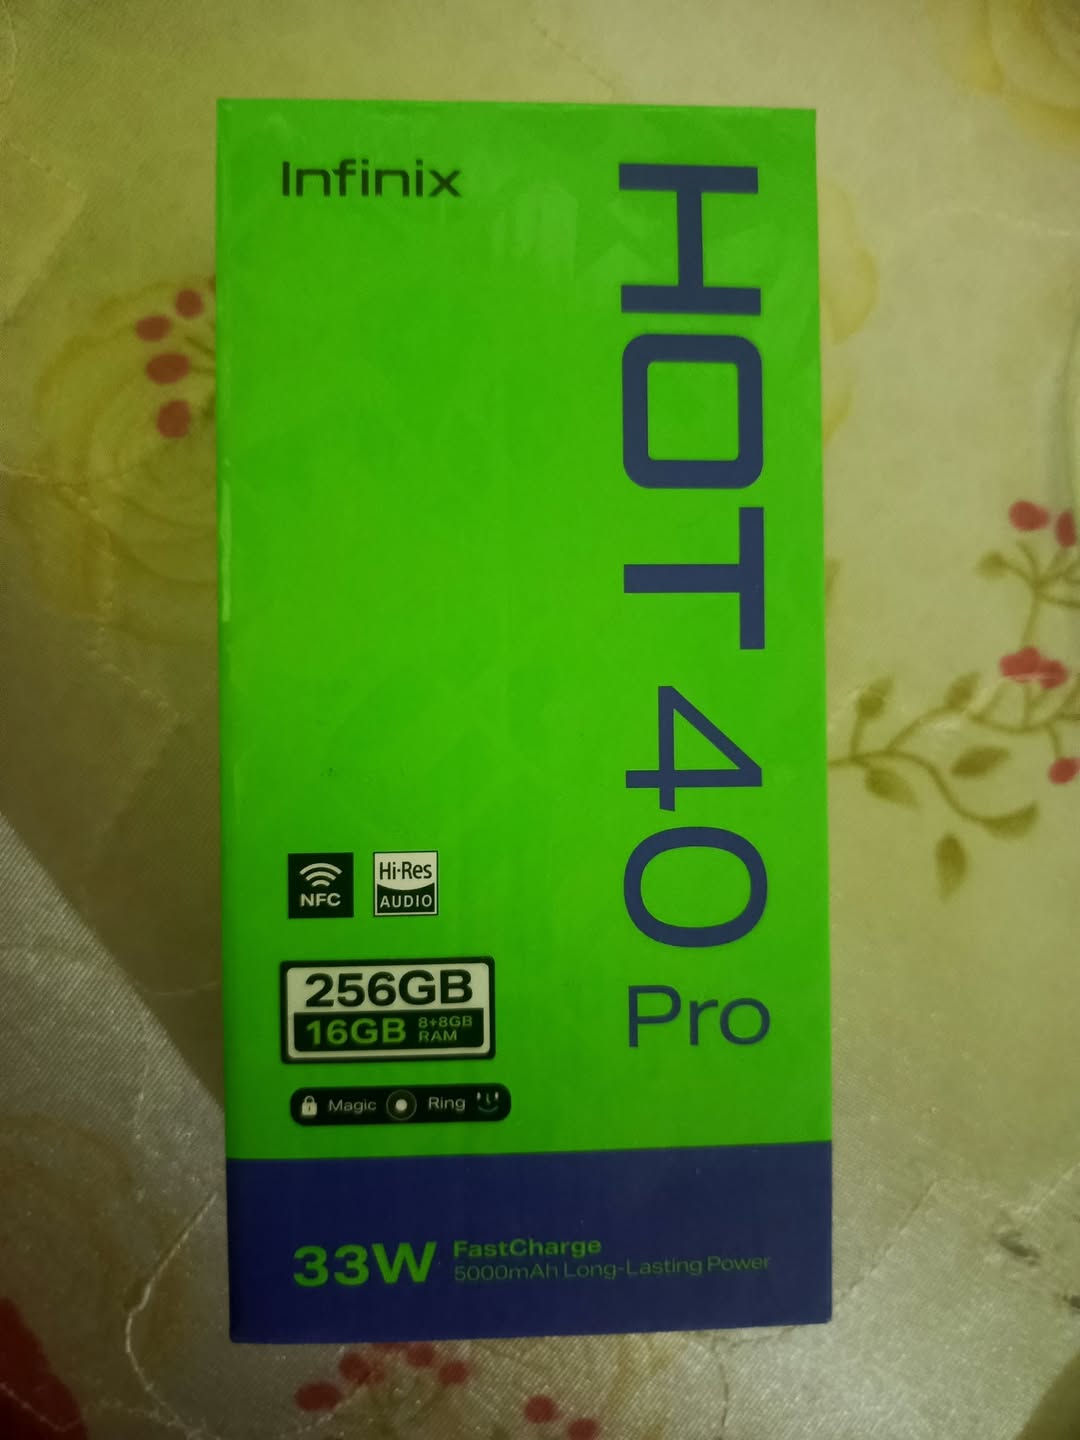 Infinix
HOT 40 Pro
NFC
Hi-Res
AUDIO
256GB
16GB 8+8GB
RAM
Magic Ring
33W FastCharge
5000mAh Long-Lasting Power